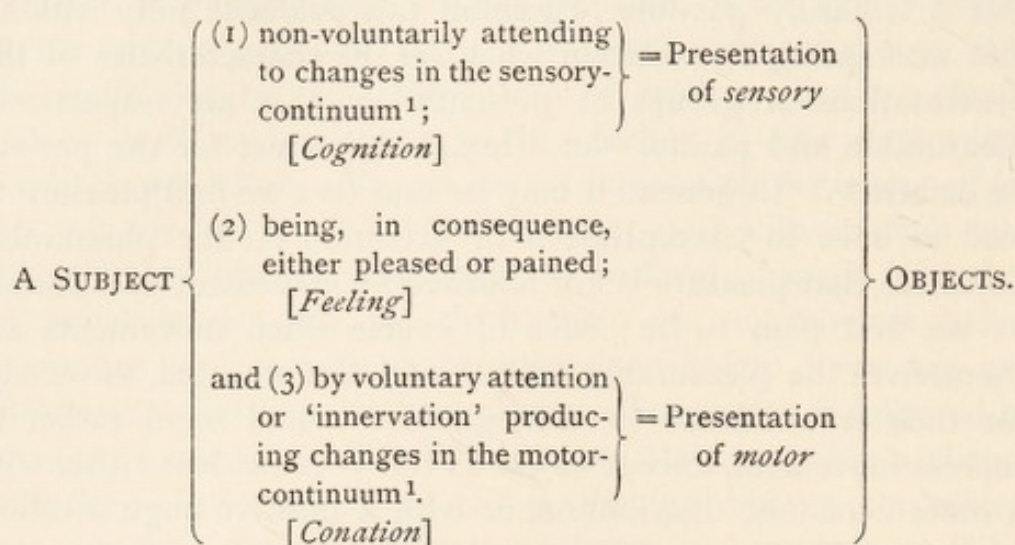 (1) non-voluntarily attending
to changes in the sensory-
continuum¹;
[Cognition]
= Presentation
of sensory
(2) being, in consequence,
either pleased or pained;
[Feeling]
A SUBJECT
OBJECTS.
and (3) by voluntary attention
or 'innervation' produc-
ing changes in the motor-
continuum¹.
[Conation]
= Presentation
of motor